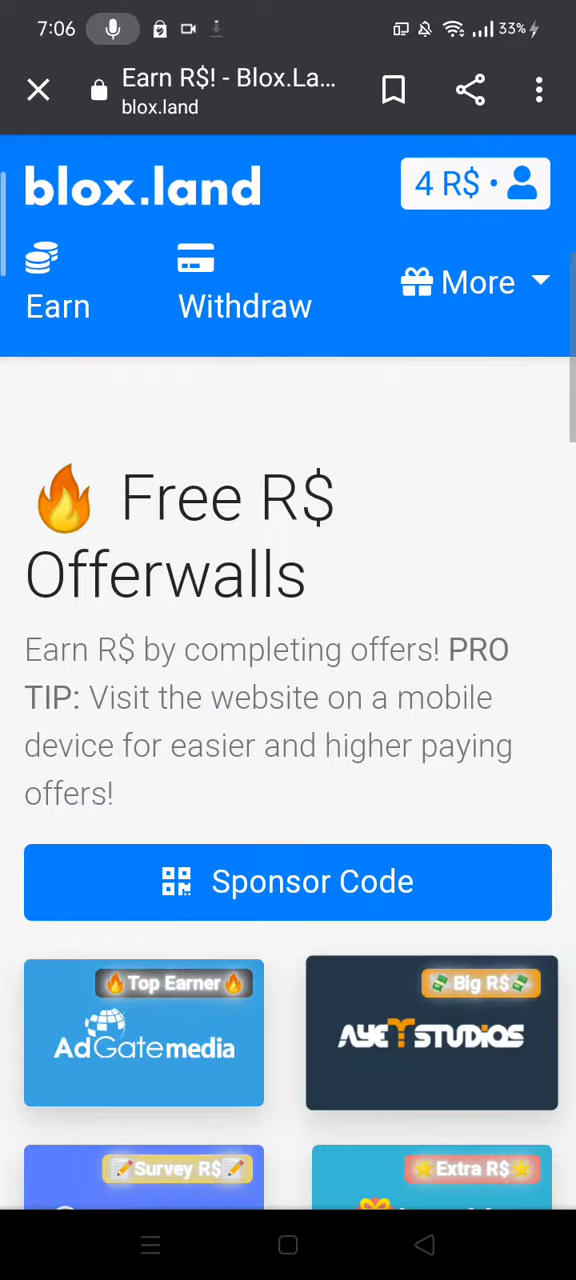 7:06
33%
Earn R$! - Blox.La...
blox.land
blox.land
4 R$ •
Earn
Withdraw
More
Free R$
Offerwalls
Earn R$ by completing offers! PRO
TIP: Visit the website on a mobile
device for easier and higher paying
offers!
Sponsor Code
Top Earner
AdGatemedia
Big R$
AYET STUDIOS
Survey R$
Extra R$